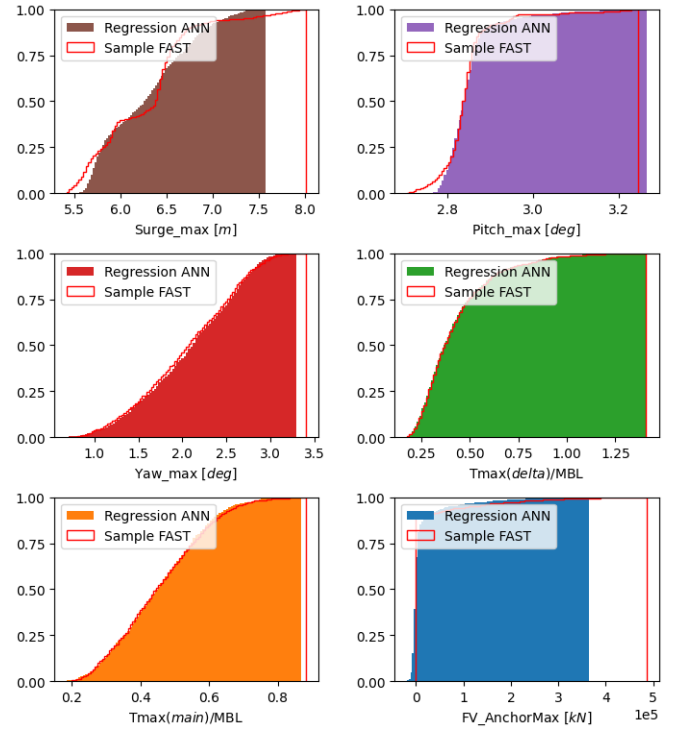 1.00
0.75
0.50
0.25
0.00
Regression ANN
Sample FAST
5.5 6.0 6.5 7.0 7.5 8.0
Surge_max [m]
1.00
0.75
0.50
0.25
0.00
Regression ANN
Sample FAST
2.8 3.0 3.2
Pitch_max [deg]
1.00
0.75
0.50
0.25
0.00
Regression ANN
Sample FAST
1.0 1.5 2.0 2.5 3.0 3.5
Yaw_max [deg]
1.00
0.75
0.50
0.25
0.00
Regression ANN
Sample FAST
0.25 0.50 0.75 1.00 1.25
Tmax(delta)/MBL
1.00
0.75
0.50
0.25
0.00
Regression ANN
Sample FAST
0.2 0.4 0.6 0.8
Tmax(main)/MBL
1.00
0.75
0.50
0.25
0.00
Regression ANN
Sample FAST
0 1 2 3 4 5
1e5
FV_AnchorMax [kN]